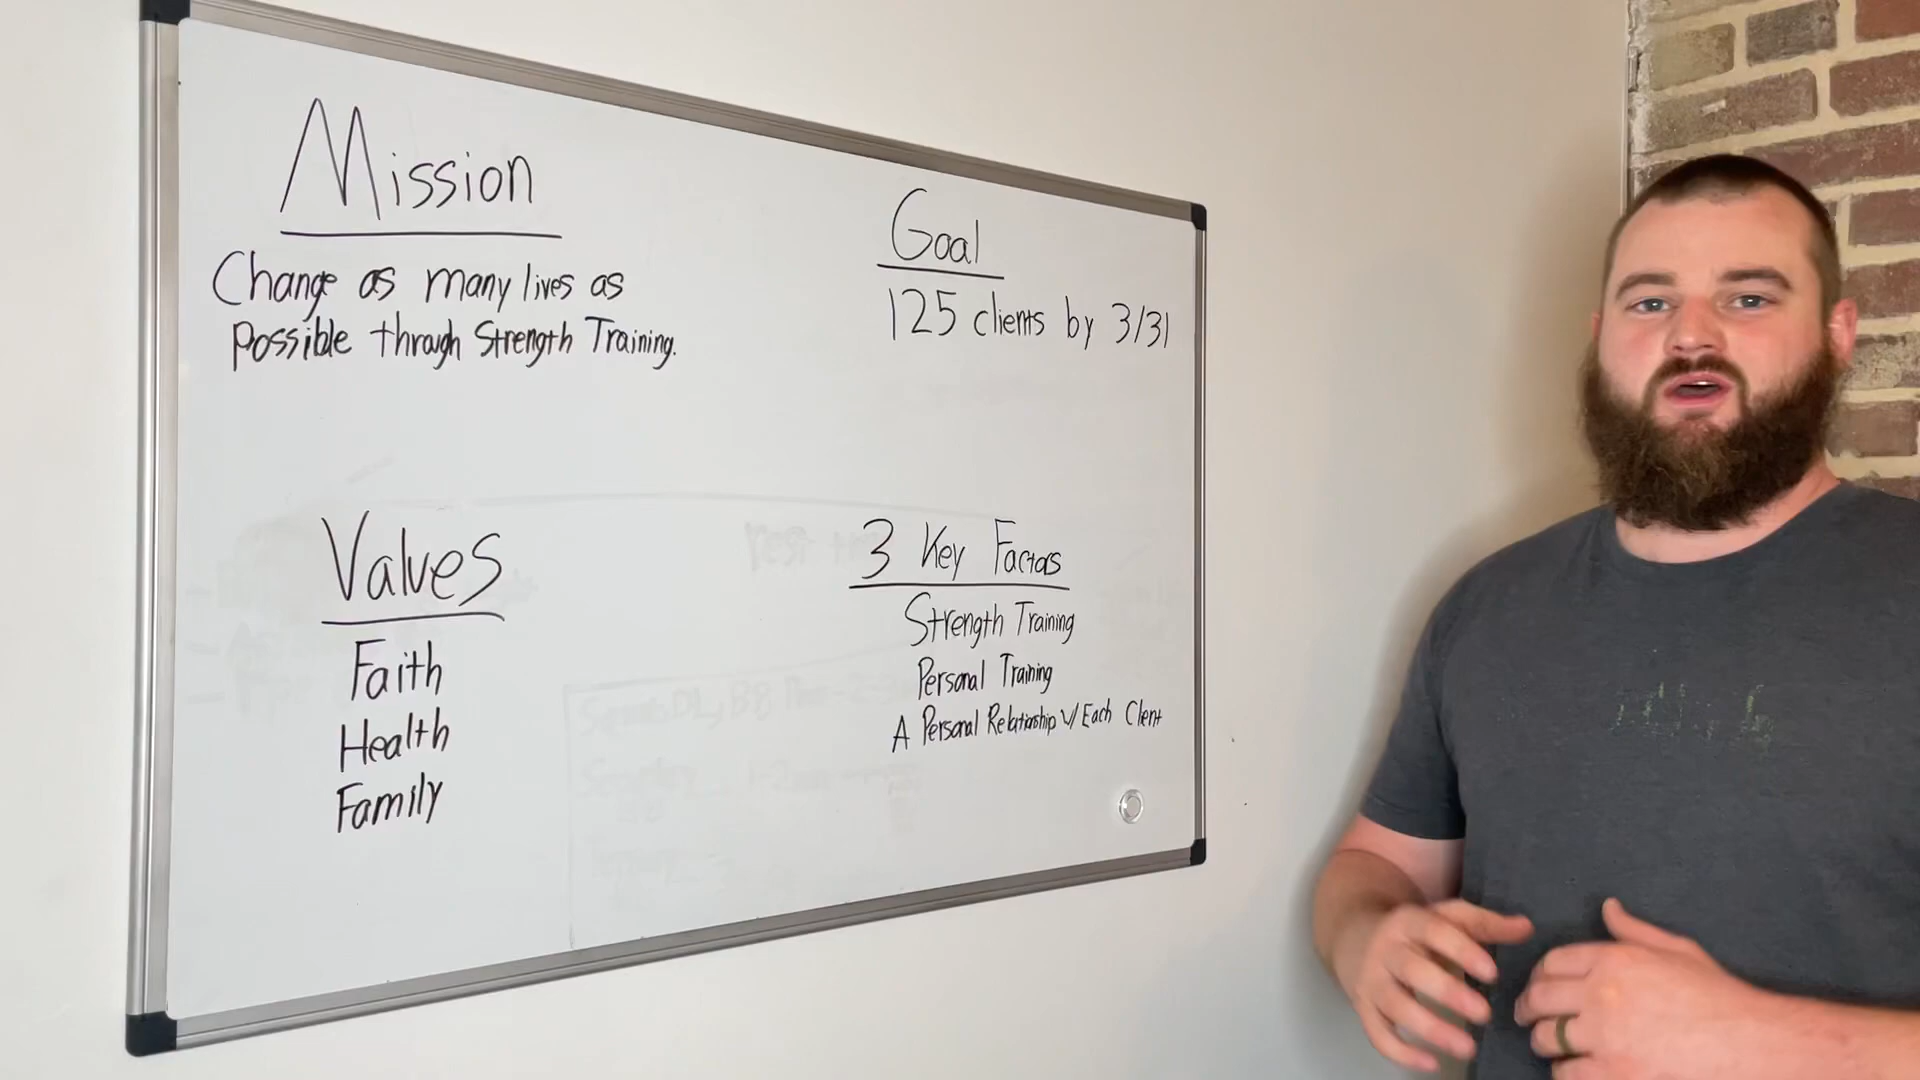 Mission
Change as many lives as
possible through Strength Training.
Goal
125 clients by 3/31
Values
Faith
Health
Family
3 Key Factors
Strength Training
Personal Training
A Personal Relationship w/ Each Client